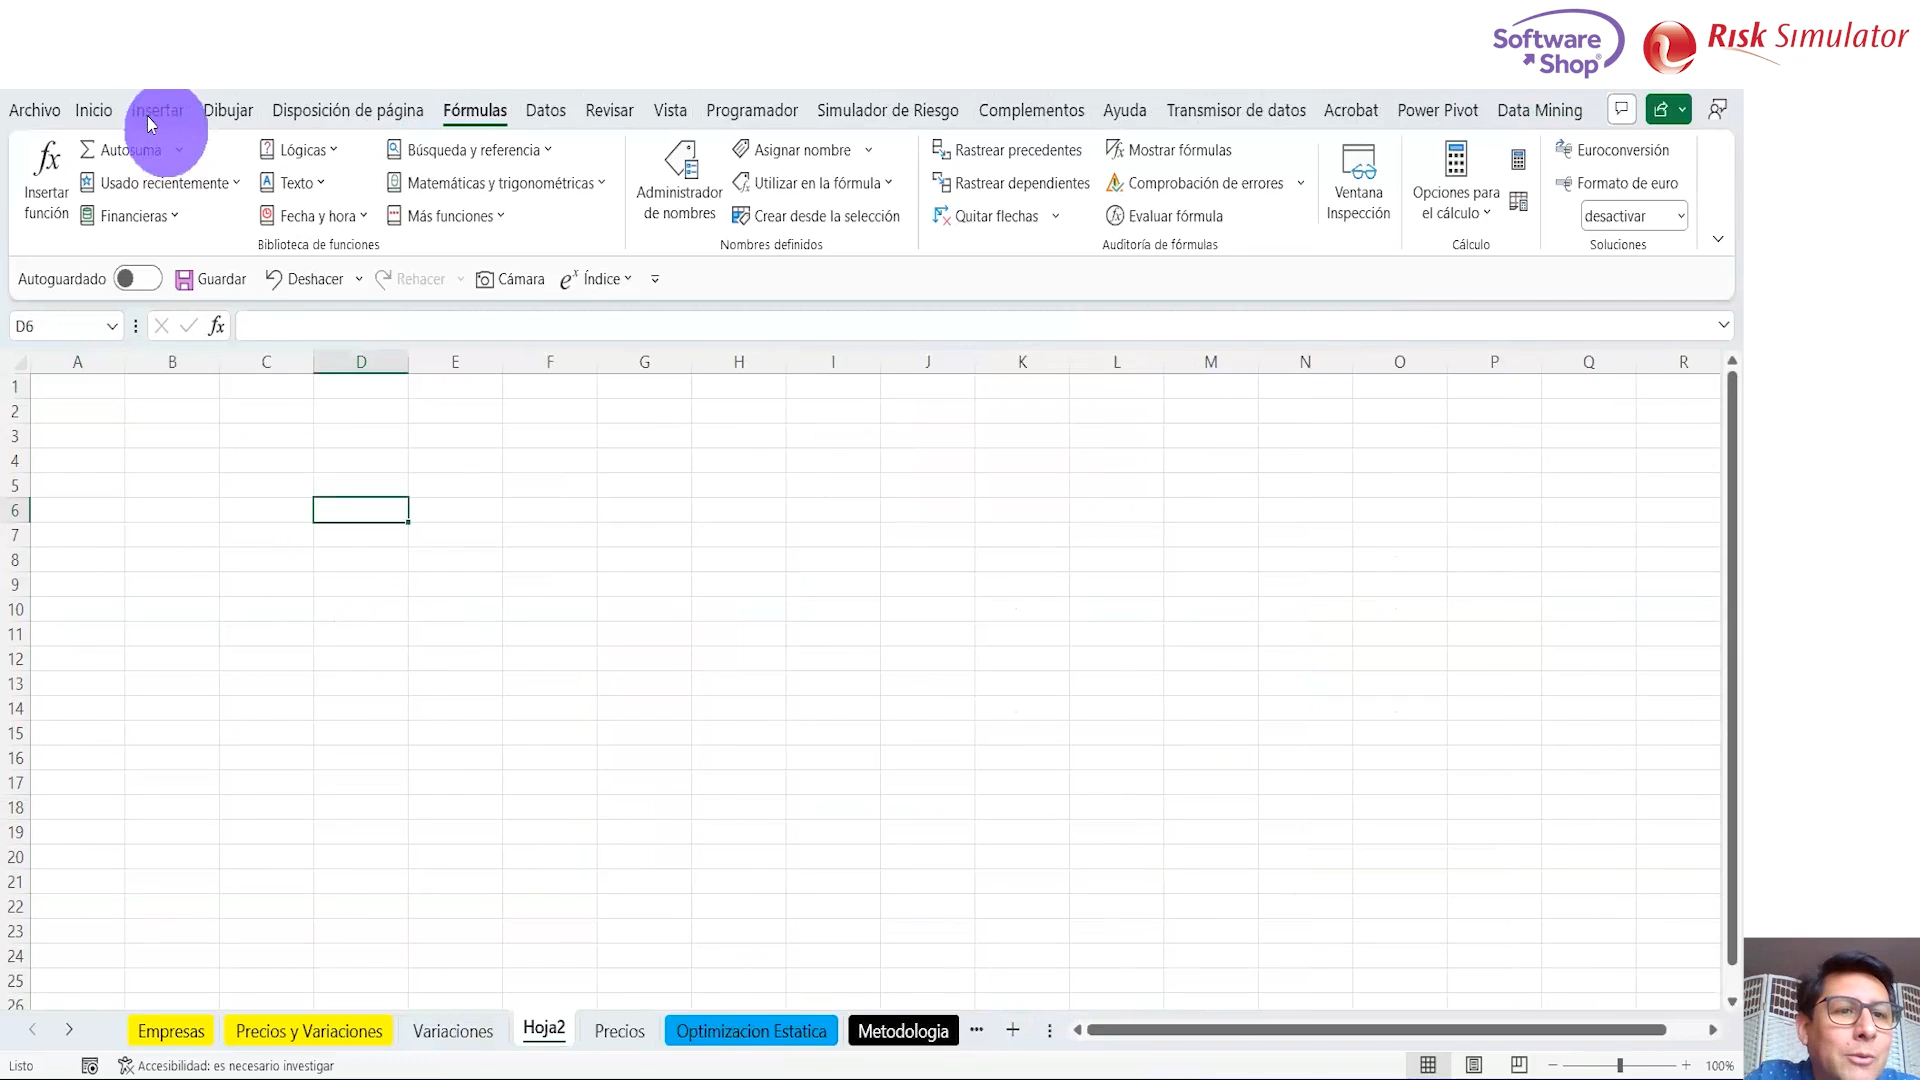 Software
Shop
Risk Simulator
Archivo Inicio Insertar Dibujar Disposición de página Fórmulas Datos Revisar Vista Programador Simulador de Riesgo Complementos Ayuda Transmisor de datos Acrobat Power Pivot Data Mining
fx Insertar función
Autosuma
Usado recientemente
Financieras
Lógicas
Texto
Fecha y hora
Búsqueda y referencia
Matemáticas y trigonométricas
Más funciones
Biblioteca de funciones
Administrador de nombres
Asignar nombre
Utilizar en la fórmula
Crear desde la selección
Nombres definidos
Rastrear precedentes
Rastrear dependientes
Quitar flechas
Mostrar fórmulas
Comprobación de errores
Evaluar fórmula
Auditoría de fórmulas
Ventana Inspección
Opciones para el cálculo
Cálculo
Euroconversión
Formato de euro
desactivar
Soluciones
Autoguardado Guardar Deshacer Rehacer Cámara eˣ Índice
D6 fx
A B C D E F G H I J K L M N O P Q R
1
2
3
4
5
6
7
8
9
10
11
12
13
14
15
16
17
18
19
20
21
22
23
24
25
26
Empresas Precios y Variaciones Variaciones Hoja2 Precios Optimizacion Estatica Metodologia
Listo Accesibilidad: es necesario investigar 100%